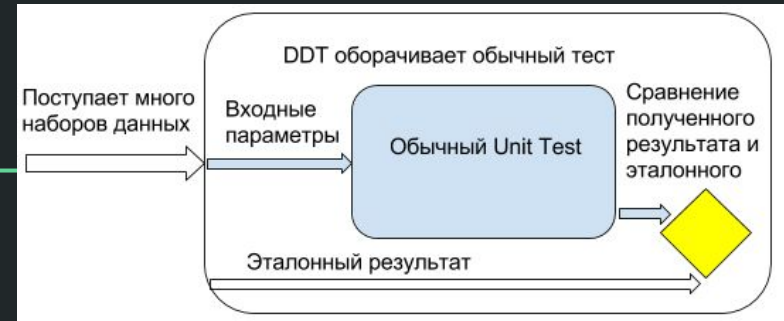 DDT оборачивает обычный тест
Поступает много
наборов данных
Входные
параметры
Обычный Unit Test
Сравнение
полученного
результата и
эталонного
Эталонный результат